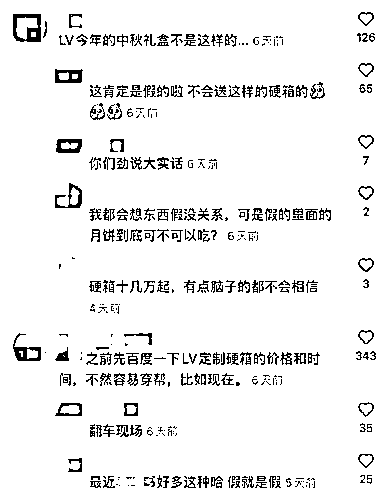 LV今年的中秋礼盒不是这样的... 6天前
126
这肯定是假的啦 不会送这样的硬箱的
6天前
65
你们劲说大实话 6天前
7
我都会想东西假没关系，可是假的里面的
月饼到底可不可以吃？ 6天前
2
硬箱十几万起，有点脑子的都不会相信
4天前
3
之前先百度一下LV定制硬箱的价格和时
间，不然容易穿帮，比如现在。 6天前
343
翻车现场 6天前
35
最近 好多这种哈 假就是假 5天前
25